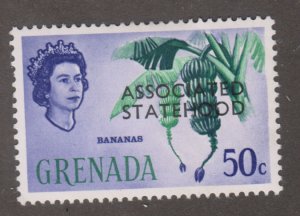 ASSOCIATED
STATEHOOD
BANANAS
GRENADA 50c